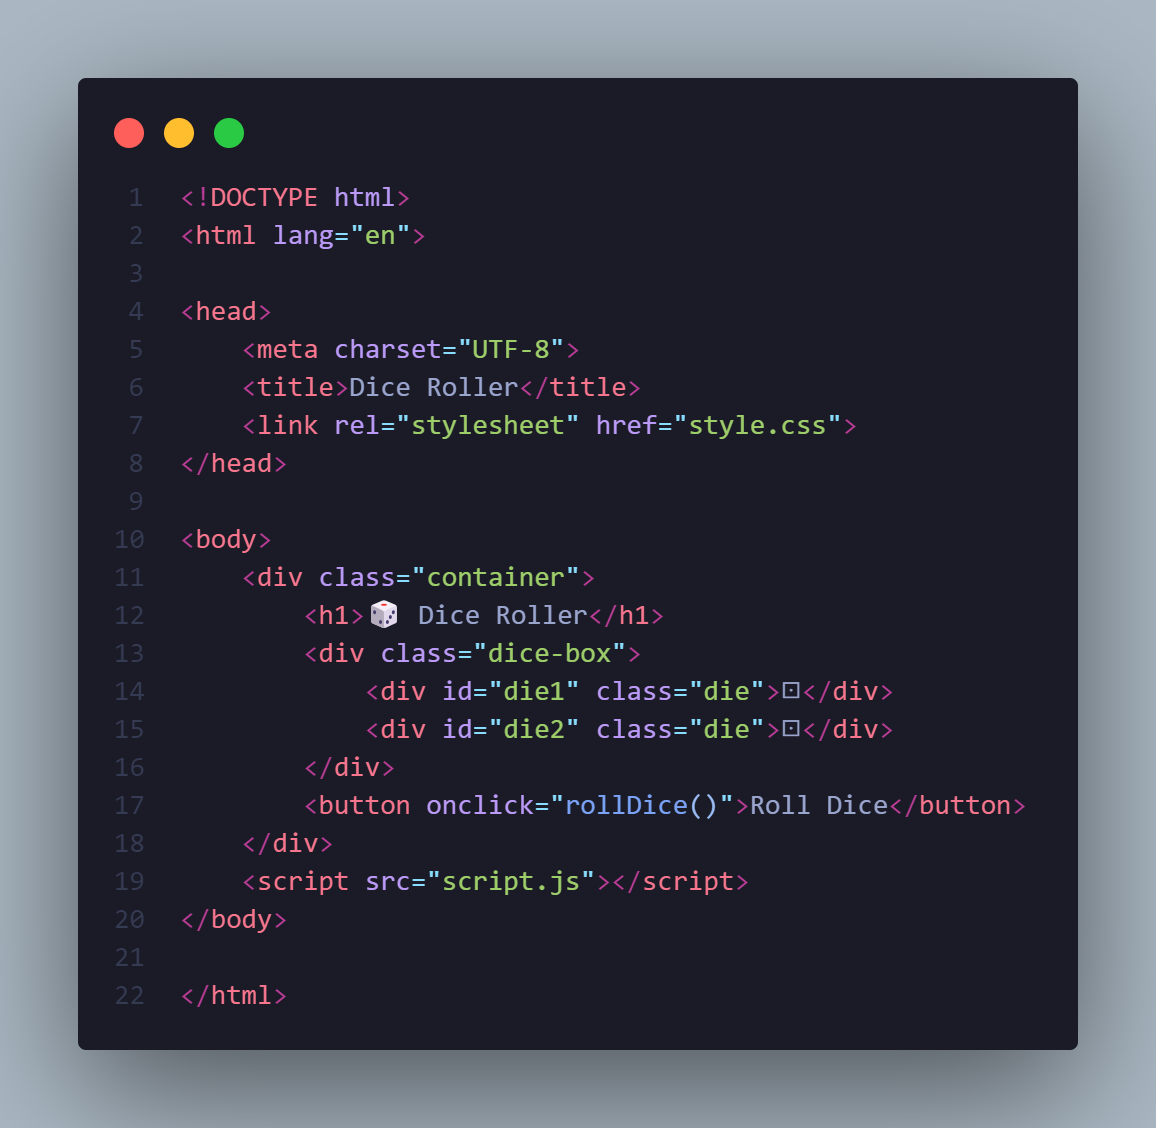 1 <!DOCTYPE html>
2 <html lang="en">
3
4 <head>
5     <meta charset="UTF-8">
6     <title>Dice Roller</title>
7     <link rel="stylesheet" href="style.css">
8 </head>
9
10 <body>
11     <div class="container">
12         <h1>🎲 Dice Roller</h1>
13         <div class="dice-box">
14             <div id="die1" class="die">⚀</div>
15             <div id="die2" class="die">⚀</div>
16         </div>
17         <button onclick="rollDice()">Roll Dice</button>
18     </div>
19     <script src="script.js"></script>
20 </body>
21
22 </html>